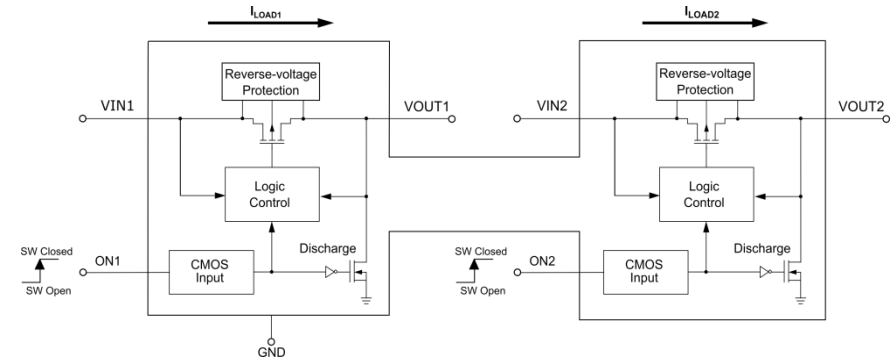 ILOAD1
Reverse-voltage
Protection
VIN1
VOUT1
Logic
Control
SW Closed
SW Open
ON1
CMOS
Input
Discharge
GND
ILOAD2
Reverse-voltage
Protection
VIN2
VOUT2
Logic
Control
SW Closed
SW Open
ON2
CMOS
Input
Discharge